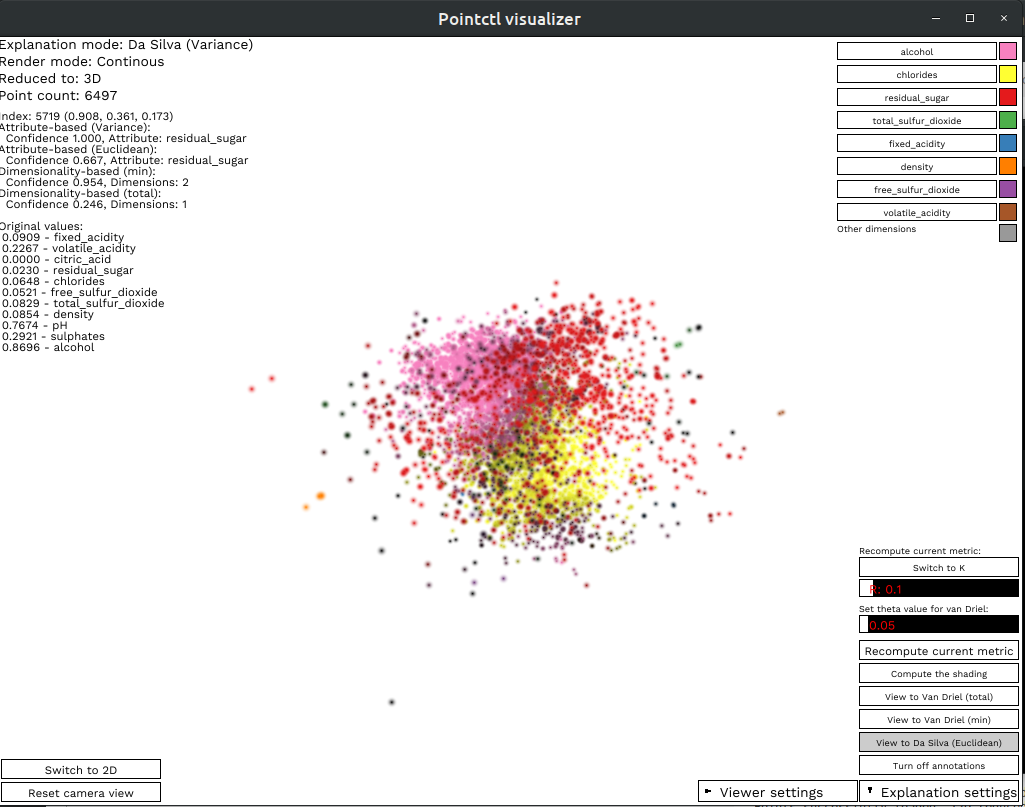 Pointctl visualizer
Explanation mode: Da Silva (Variance)
Render mode: Continous
Reduced to: 3D
Point count: 6497
Index: 5719 (0.908, 0.361, 0.173)
Attribute-based (Variance):
Confidence 1.000, Attribute: residual_sugar
Attribute-based (Euclidean):
Confidence 0.667, Attribute: residual_sugar
Dimensionality-based (min):
Confidence 0.954, Dimensions: 2
Dimensionality-based (total):
Confidence 0.246, Dimensions: 1
Original values:
0.0909 - fixed_acidity
0.2267 - volatile_acidity
0.0000 - citric_acid
0.0230 - residual_sugar
0.0648 - chlorides
0.0521 - free_sulfur_dioxide
0.0829 - total_sulfur_dioxide
0.0854 - density
0.7674 - pH
0.2921 - sulphates
0.8696 - alcohol
alcohol
chlorides
residual_sugar
total_sulfur_dioxide
fixed_acidity
density
free_sulfur_dioxide
volatile_acidity
Other dimensions
Recompute current metric:
Switch to K
R: 0.1
Set theta value for van Driel:
0.05
Recompute current metric
Compute the shading
View to Van Driel (total)
View to Van Driel (min)
View to Da Silva (Euclidean)
Turn off annotations
Switch to 2D
Reset camera view
Viewer settings
Explanation settings